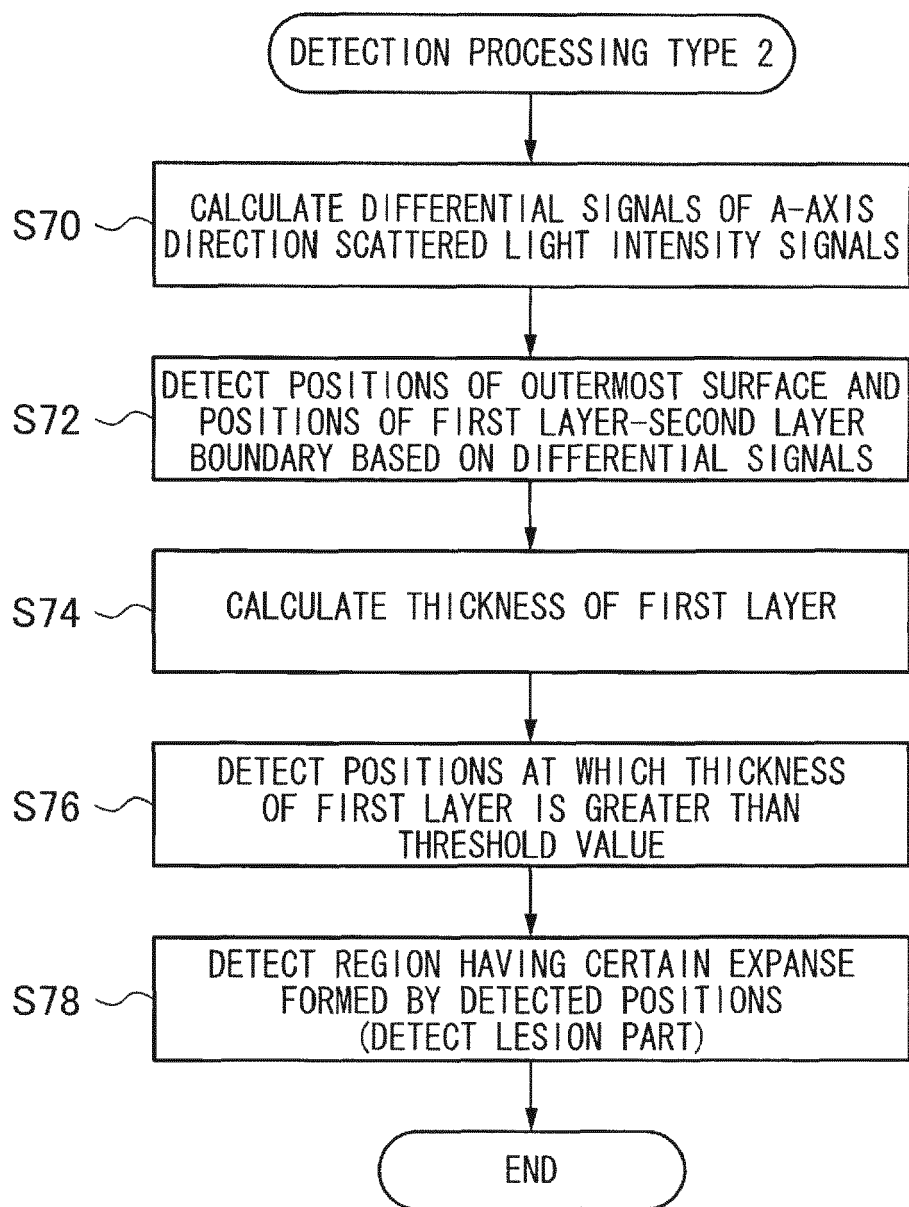 DETECTION PROCESSING TYPE 2
S70
CALCULATE DIFFERENTIAL SIGNALS OF A-AXIS
DIRECTION SCATTERED LIGHT INTENSITY SIGNALS
S72
DETECT POSITIONS OF OUTERMOST SURFACE AND
POSITIONS OF FIRST LAYER-SECOND LAYER
BOUNDARY BASED ON DIFFERENTIAL SIGNALS
S74
CALCULATE THICKNESS OF FIRST LAYER
S76
DETECT POSITIONS AT WHICH THICKNESS
OF FIRST LAYER IS GREATER THAN
THRESHOLD VALUE
S78
DETECT REGION HAVING CERTAIN EXPANSE
FORMED BY DETECTED POSITIONS
(DETECT LESION PART)
END